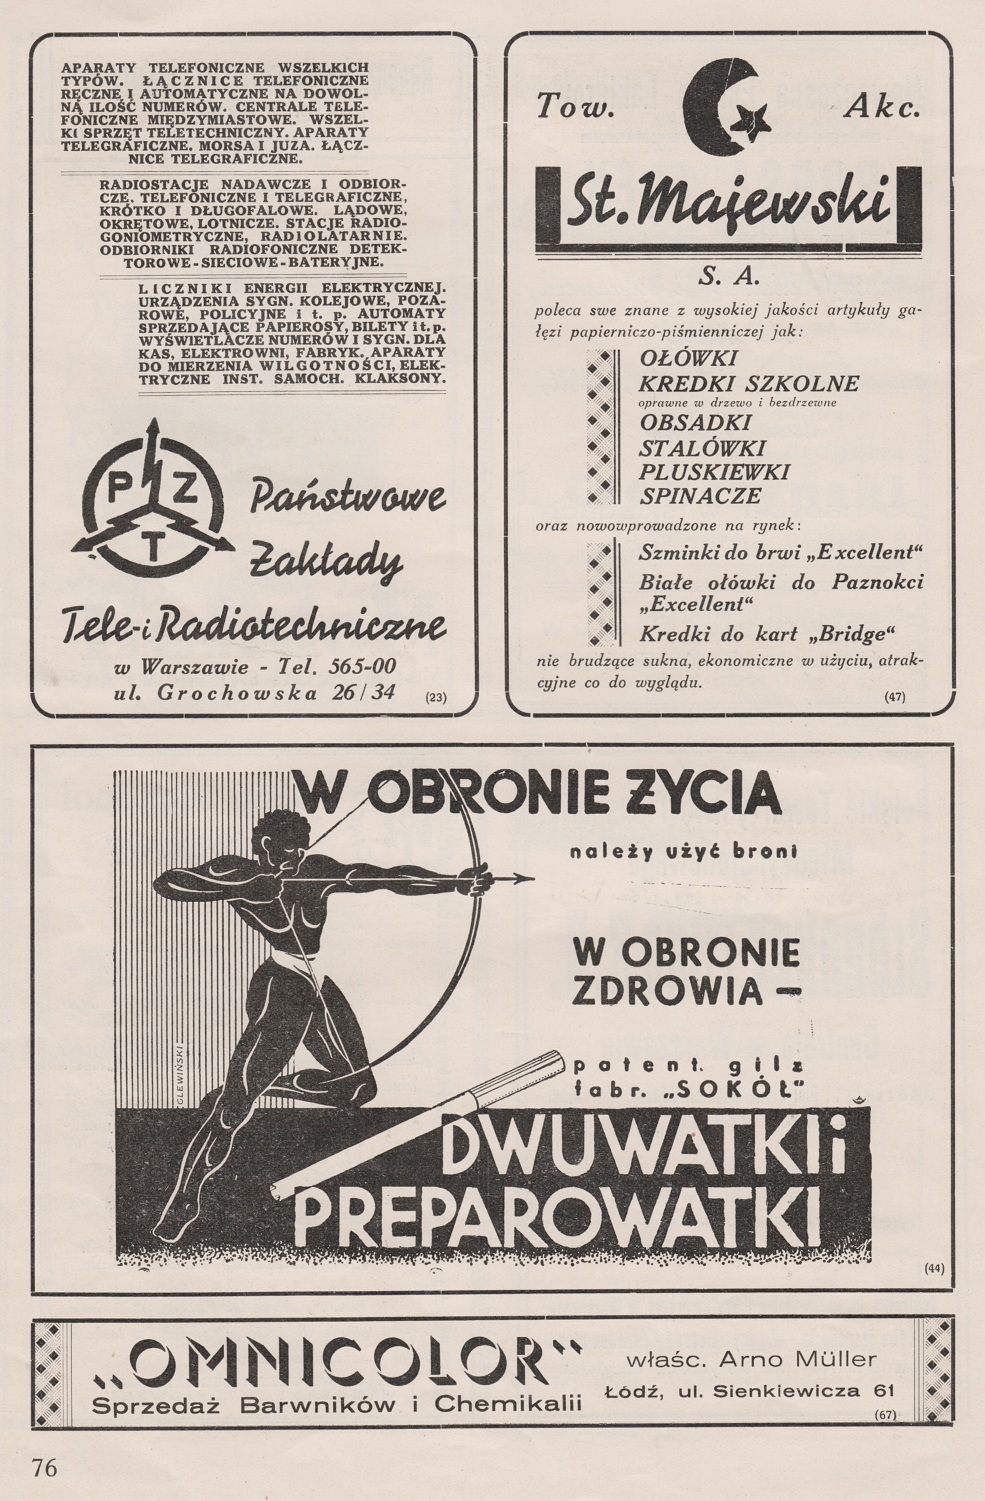 APARATY TELEFONICZNE WSZELKICH
TYPÓW. ŁĄCZNICE TELEFONICZNE
RĘCZNE I AUTOMATYCZNE NA DOWOL-
NĄ ILOŚĆ NUMERÓW. CENTRALE TELE-
FONICZNE MIĘDZYMIASTOWE. WSZEL-
KI SPRZĘT TELETECHNICZNY. APARATY
TELEGRAFICZNE. MORSA I JUZA. ŁĄCZ-
NICE TELEGRAFICZNE.
RADIOSTACJE NADAWCZE I ODBIOR-
CZE, TELEFONICZNE I TELEGRAFICZNE,
KRÓTKO I DŁUGOFALOWE. LĄDOWE,
OKRĘTOWE, LOTNICZE. STACJE RADIO-
GONIOMETRYCZNE, RADIOLATARNIE.
ODBIORNIKI RADIOFONICZNE DETEK-
TOROWE-SIECIOWE-BATERYJNE.
LICZNIKI ENERGII ELEKTRYCZNEJ.
URZĄDZENIA SYGN. KOLEJOWE, POŻA-
ROWE, POLICYJNE i t. p. AUTOMATY
SPRZEDAJĄCE PAPIEROSY, BILETY it.p.
WYŚWIETLACZE NUMERÓW I SYGN. DLA
KAS, ELEKTROWNI, FABRYK. APARATY
DO MIERZENIA WILGOTNOŚCI, ELEK-
TRYCZNE INST. SAMOCH. KLAKSONY.
P Z
T
Państwowe
Zakłady
Tele-i Radiotechniczne
w Warszawie - Tel. 565-00
ul. Grochowska 26/34 (23)
Tow. Akc.
St. Majewski
S. A.
poleca swe znane z wysokiej jakości artykuły ga-
łęzi papierniczo-piśmienniczej jak:
OŁÓWKI
KREDKI SZKOLNE
oprawne w drzewo i bezdrzewne
OBSADKI
STALÓWKI
PLUSKIEWKI
SPINACZE
oraz nowowprowadzone na rynek:
Szminki do brwi „Excellent“
Białe ołówki do Paznokci
„Excellent“
Kredki do kart „Bridge“
nie brudzące sukna, ekonomiczne w użyciu, atrak-
cyjne co do wyglądu.
(47)
W OBRONIE ŻYCIA
należy użyć broni
W OBRONIE
ZDROWIA –
patent. gilz
fabr. „SOKÓŁ“
GLEWIŃSKI
DWUWATKI i
PREPAROWATKI
(44)
„OMNICOLOR“
Sprzedaż Barwników i Chemikalii
właśc. Arno Müller
Łódź, ul. Sienkiewicza 61
(67)
76